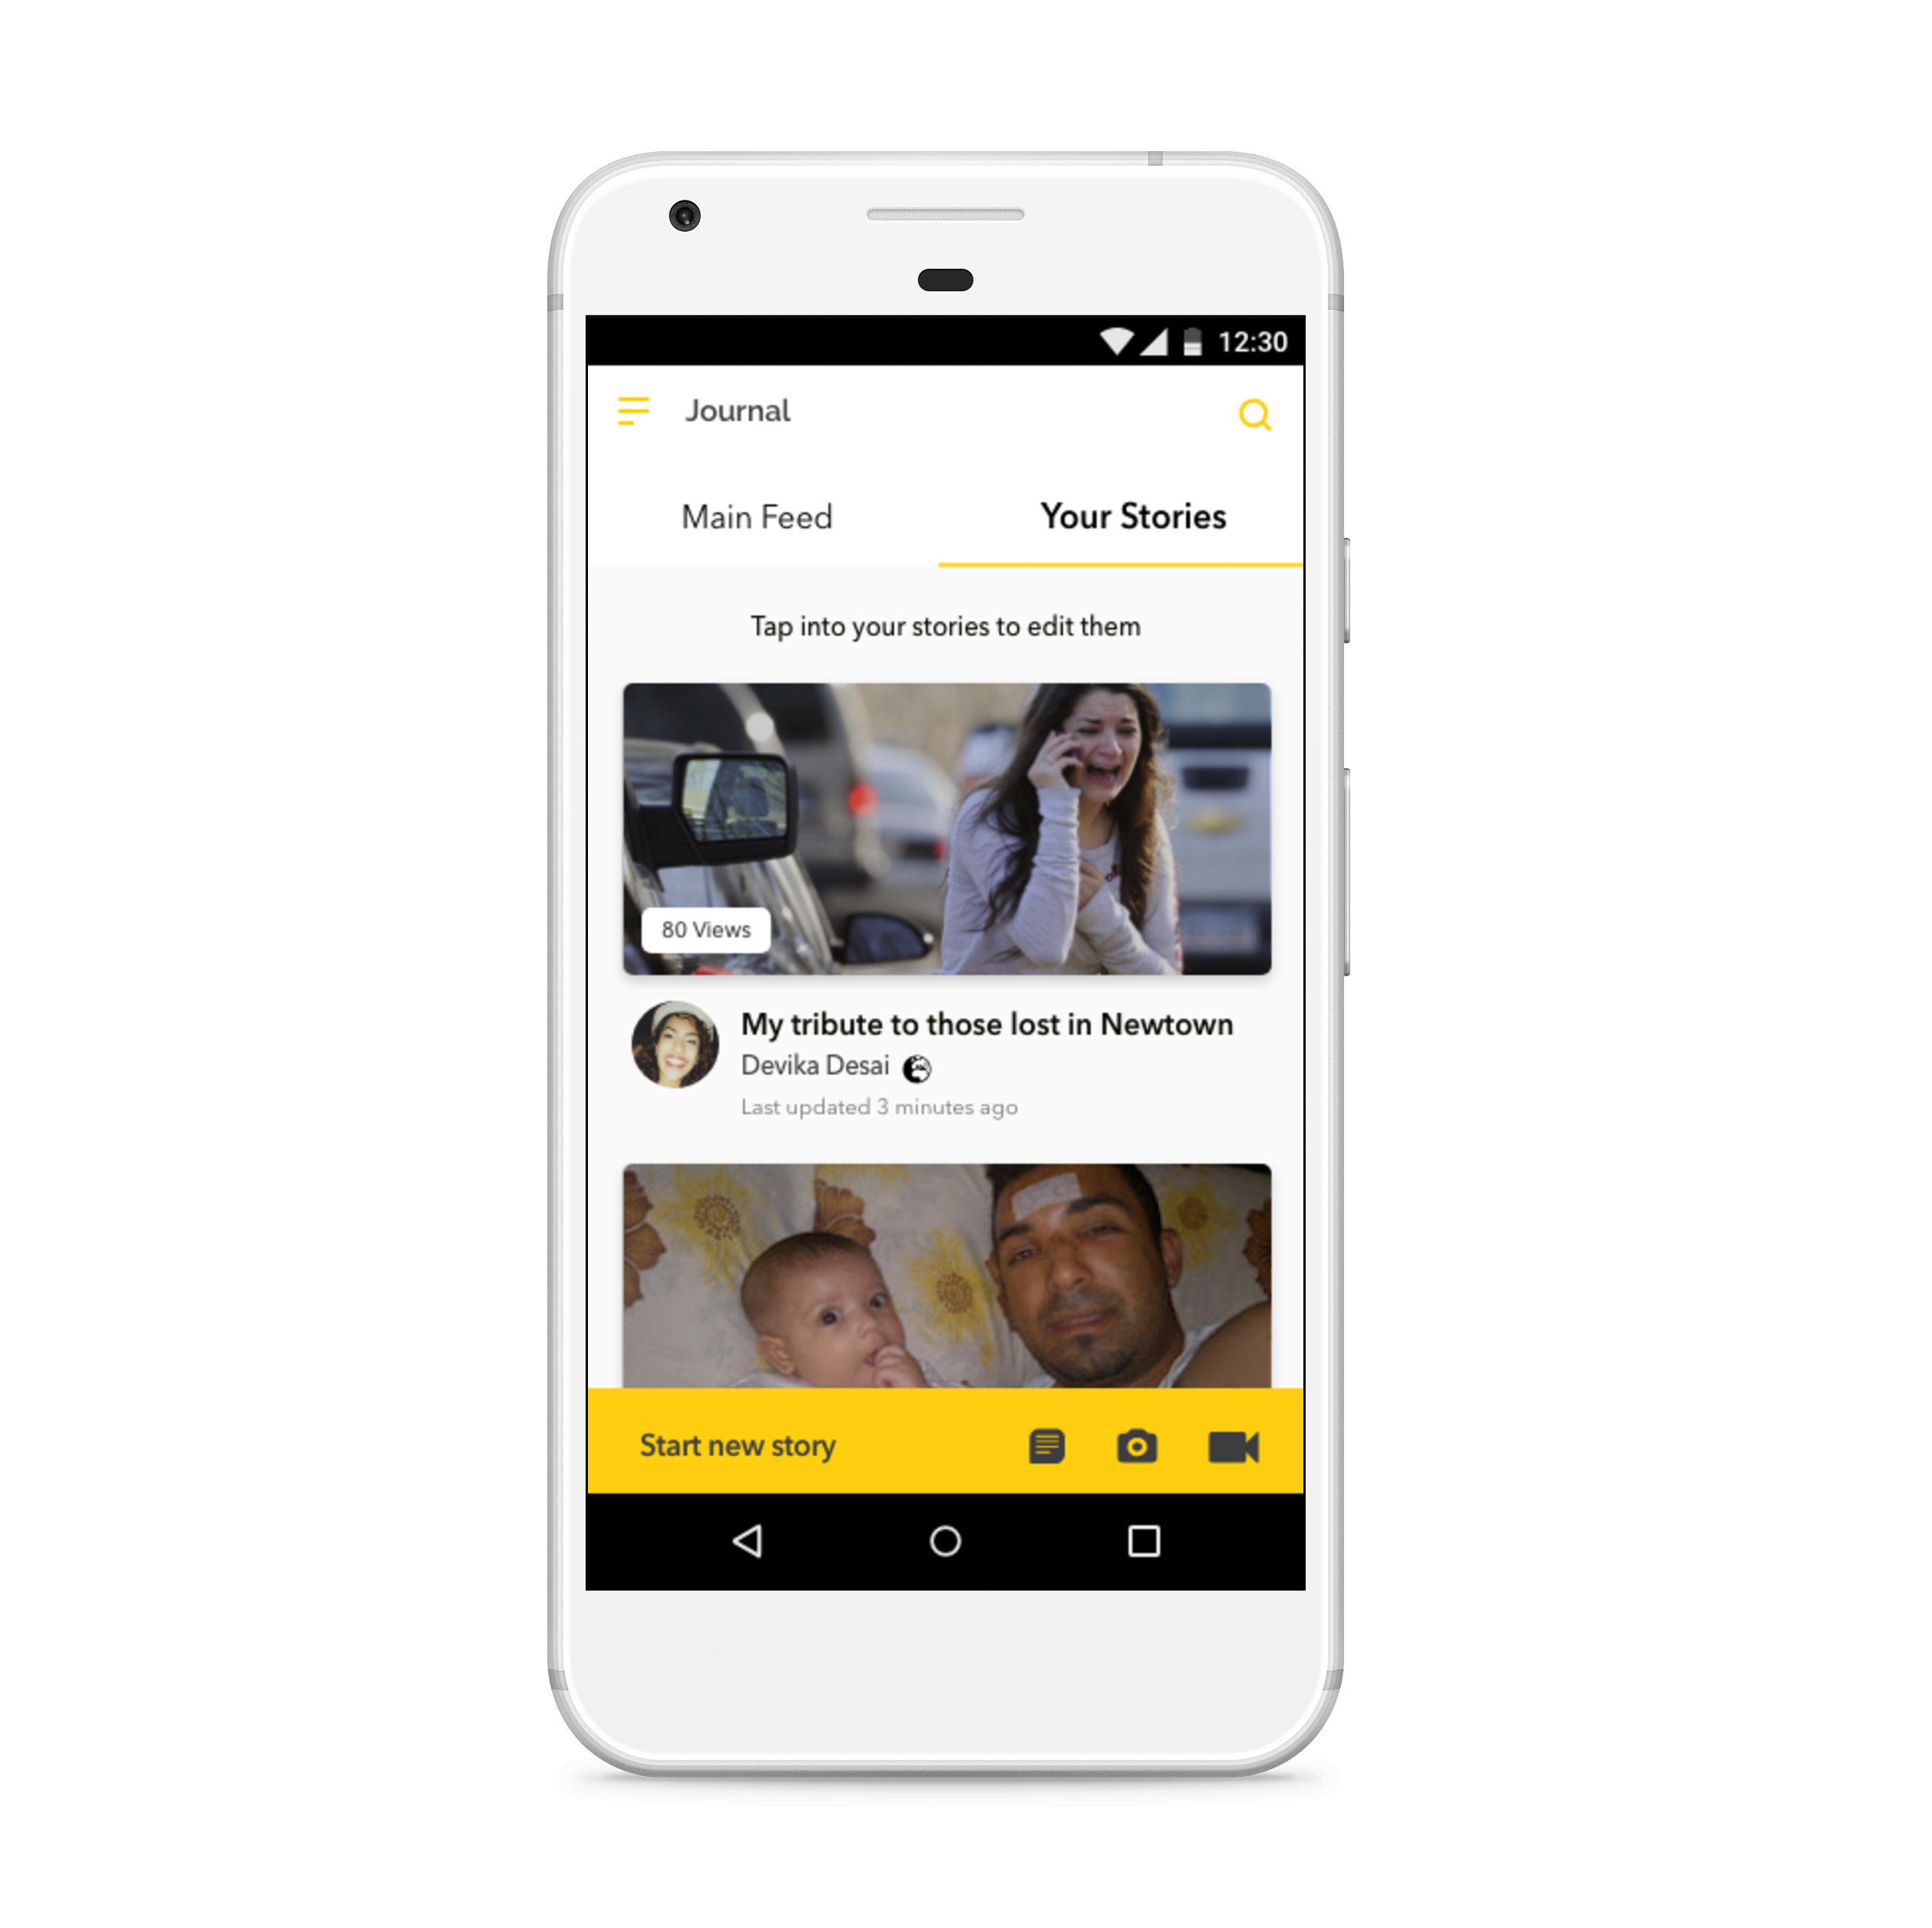 12:30
Journal
Main Feed
Your Stories
Tap into your stories to edit them
80 Views
My tribute to those lost in Newtown
Devika Desai
Last updated 3 minutes ago
Start new story